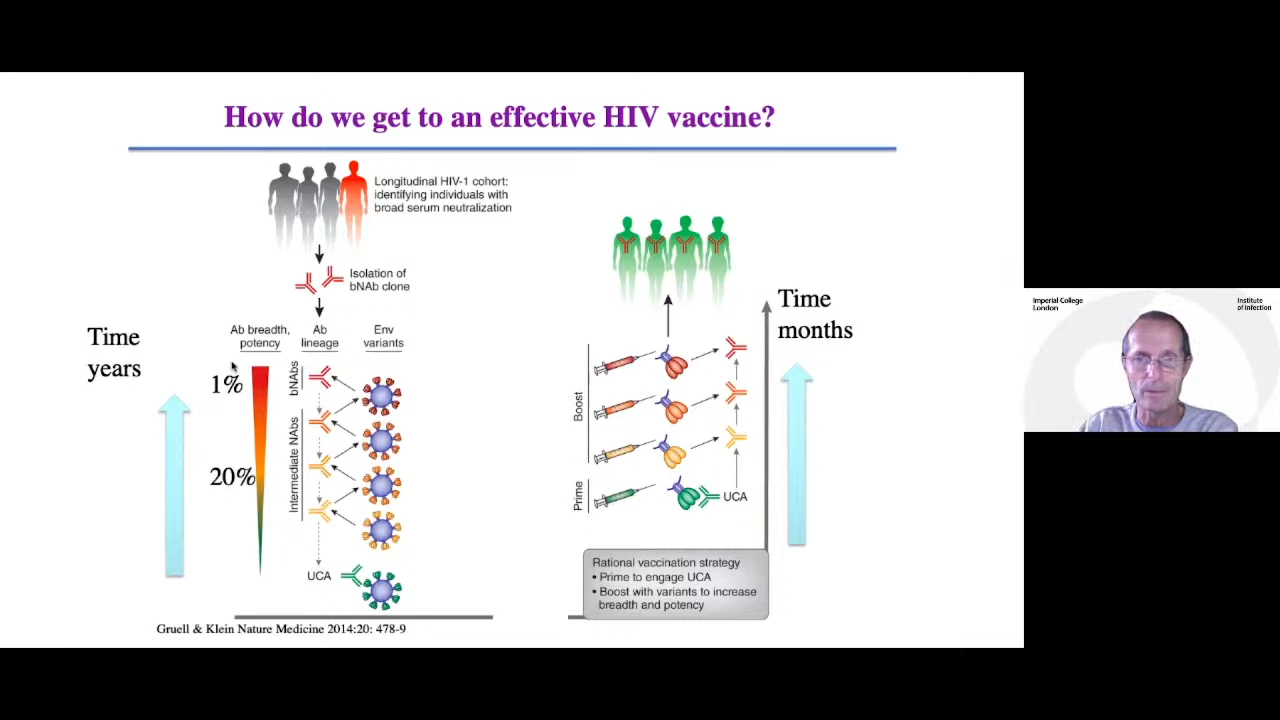 How do we get to an effective HIV vaccine?
Longitudinal HIV-1 cohort:
identifying individuals with
broad serum neutralization
Isolation of
bNAb clone
Time
years
Ab breadth,
potency
Ab
lineage
Env
variants
1%
20%
bNAbs
Intermediate NAbs
UCA
Gruell & Klein Nature Medicine 2014:20: 478-9
Time
months
Boost
Prime
UCA
Rational vaccination strategy
• Prime to engage UCA
• Boost with variants to increase
breadth and potency
Imperial College
London
Institute
of Infection